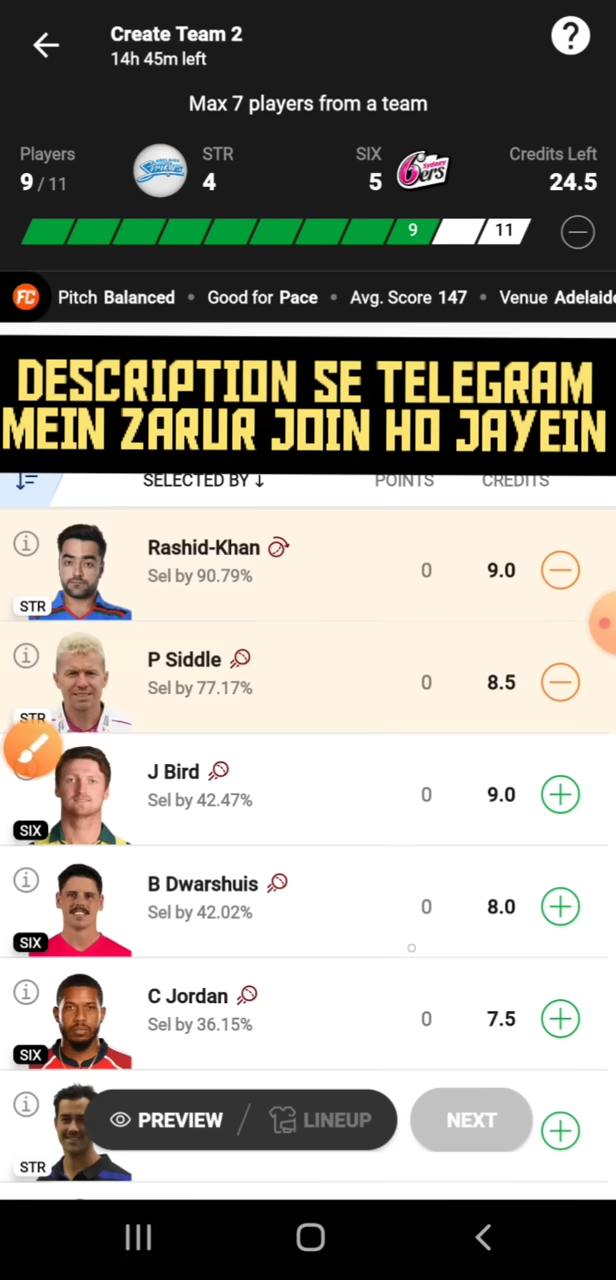 Create Team 2
14h 45m left
?
Max 7 players from a team
Players
9 / 11
STR
4
SIX
5
6ers
Credits Left
24.5
9
11
FC Pitch Balanced • Good for Pace • Avg. Score 147 • Venue Adelaide
DESCRIPTION SE TELEGRAM
MEIN ZARUR JOIN HO JAYEIN
SELECTED BY ↓ POINTS CREDITS
Rashid-Khan
Sel by 90.79%
0 9.0
STR
P Siddle
Sel by 77.17%
0 8.5
STR
J Bird
Sel by 42.47%
0 9.0
SIX
B Dwarshuis
Sel by 42.02%
0 8.0
SIX
C Jordan
Sel by 36.15%
0 7.5
SIX
PREVIEW / LINEUP
NEXT
STR